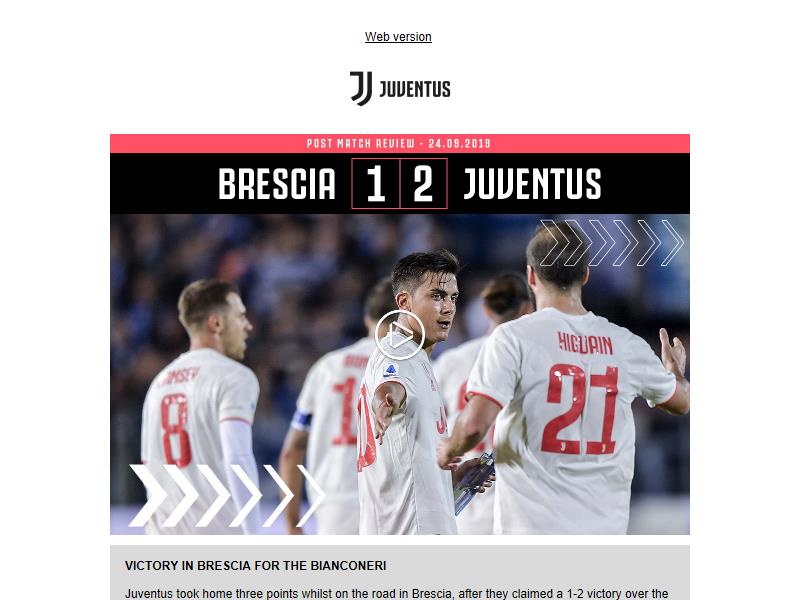 Web version
JUVENTUS
POST MATCH REVIEW - 24.09.2019
BRESCIA 1 2 JUVENTUS
HIGUAIN
21
8
VICTORY IN BRESCIA FOR THE BIANCONERI
Juventus took home three points whilst on the road in Brescia, after they claimed a 1-2 victory over the